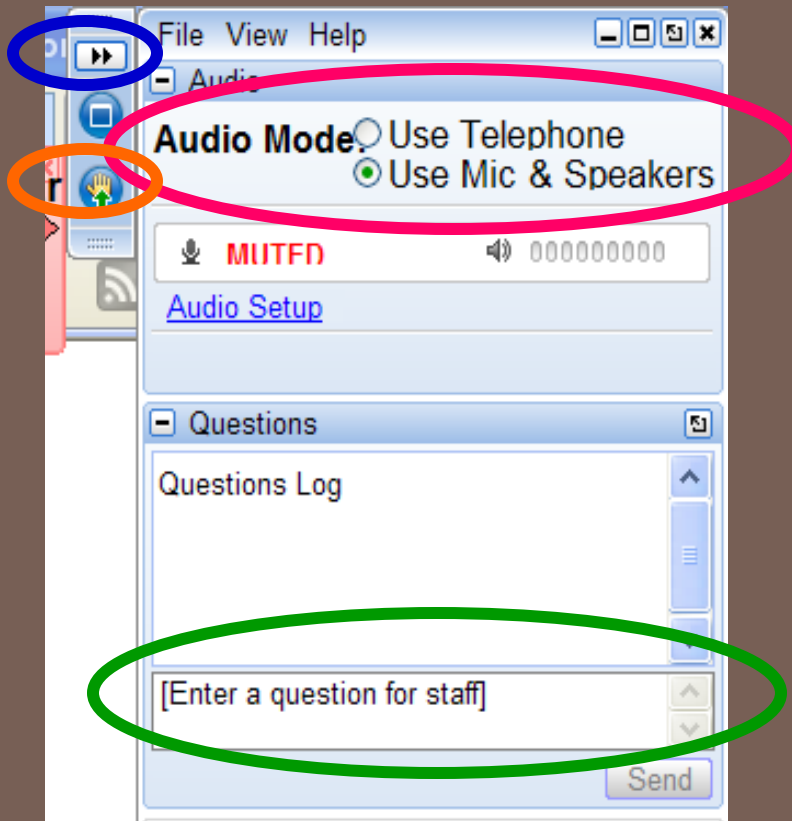 File View Help
Audio
Audio Mode:
Use Telephone
Use Mic & Speakers
MUTED
000000000
Audio Setup
Questions
Questions Log
[Enter a question for staff]
Send